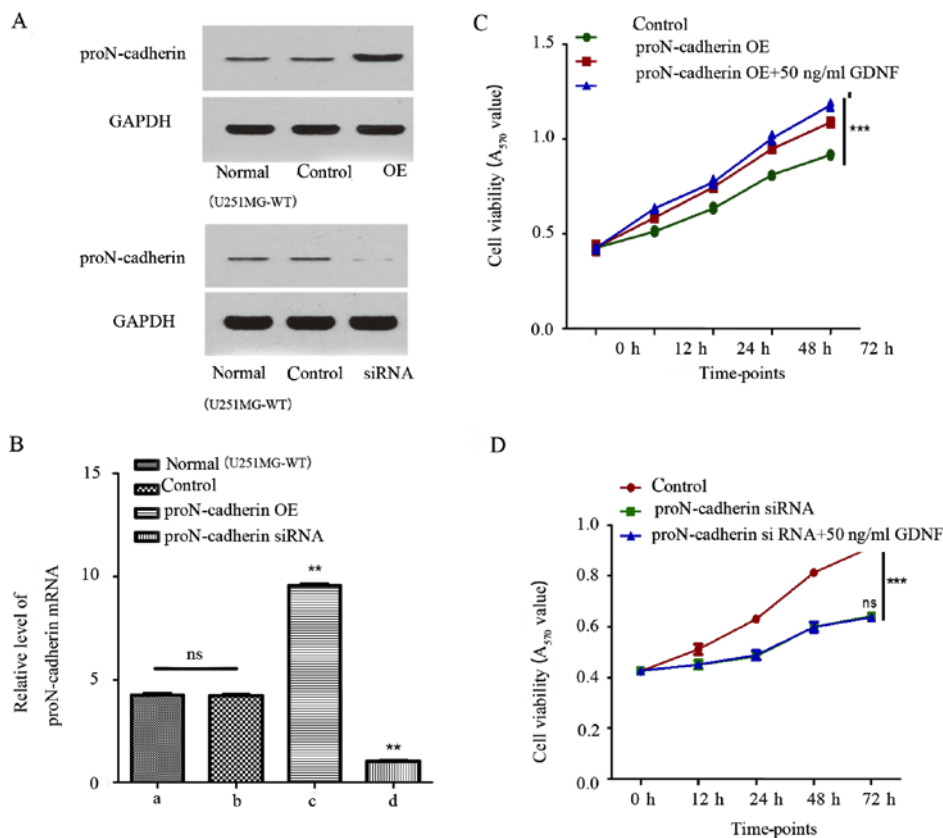 A
proN-cadherin
GAPDH
Normal Control OE
(U251MG-WT)
proN-cadherin
GAPDH
Normal Control siRNA
(U251MG-WT)
B
Normal (U251MG-WT)
Control
proN-cadherin OE
proN-cadherin siRNA
Relative level of
proN-cadherin mRNA
15
10
5
0
ns
**
**
a b c d
C
Control
proN-cadherin OE
proN-cadherin OE+50 ng/ml GDNF
Cell viability (A570 value)
1.5
1.0
0.5
0.0
***
0 h 12 h 24 h 48 h 72 h
Time-points
D
Control
proN-cadherin siRNA
proN-cadherin si RNA+50 ng/ml GDNF
Cell viability (A570 value)
1.0
0.8
0.6
0.4
0.2
0.0
ns
***
0 h 12 h 24 h 48 h 72 h
Time-points